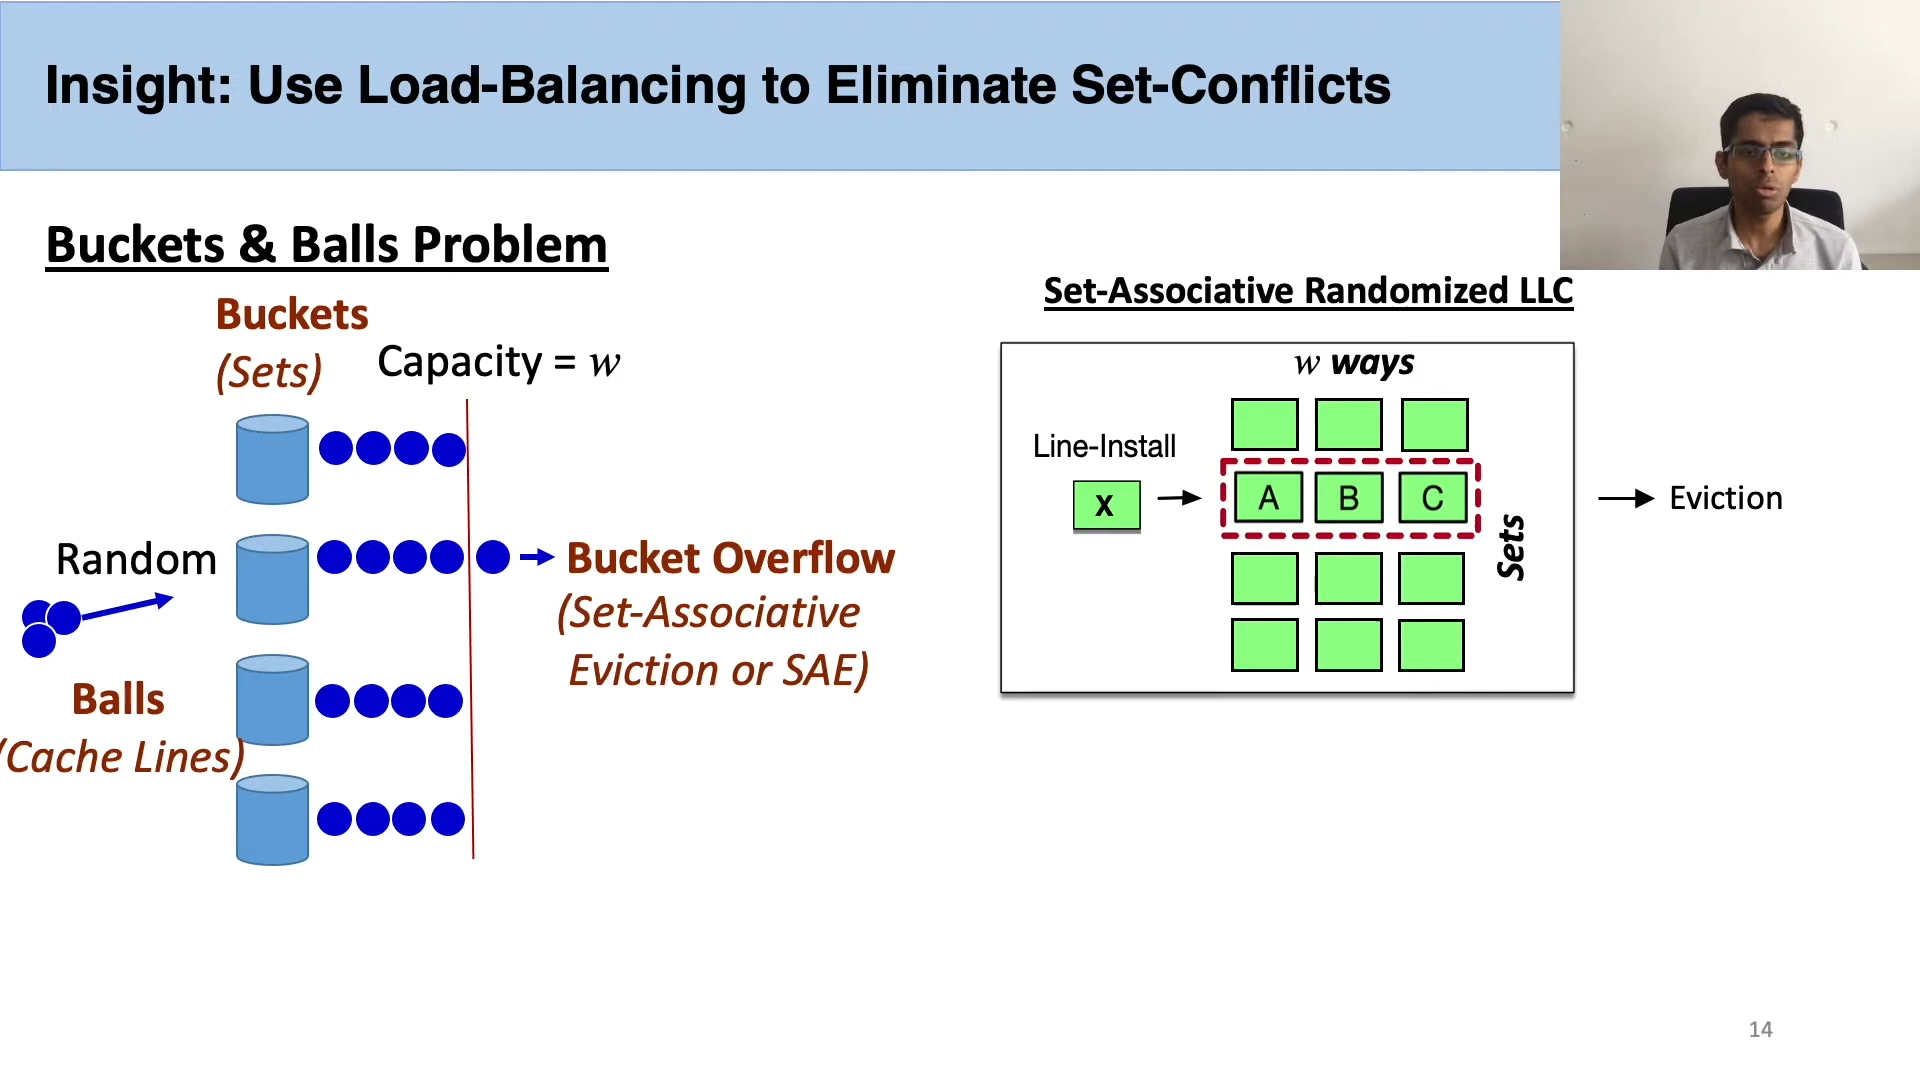 Insight: Use Load-Balancing to Eliminate Set-Conflicts
Buckets & Balls Problem
Buckets
(Sets)
Capacity = w
Random
Bucket Overflow
(Set-Associative
Eviction or SAE)
Balls
(Cache Lines)
Set-Associative Randomized LLC
w ways
Line-Install
X
A B C
Sets
Eviction
14